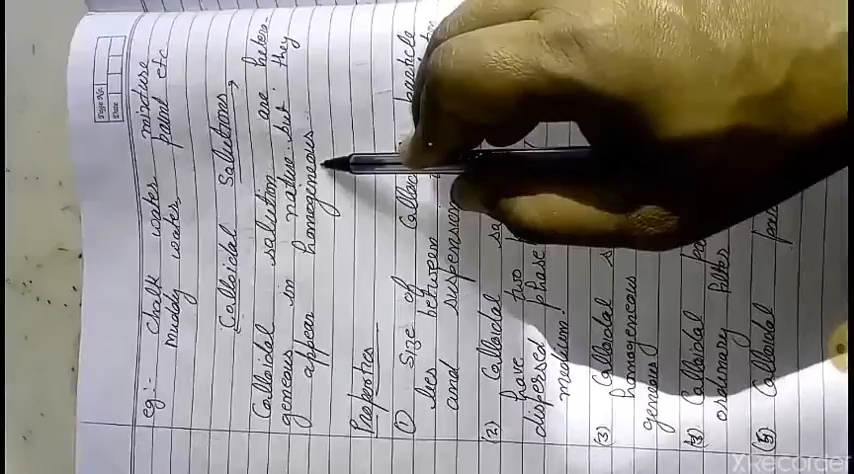 Page No.
Date
eg:- chalk water mixture
muddy water, paint etc
Colloidal Solutions →
Colloidal solution are hetero-
geneous in nature but they
appear homogeneous
Properties
(1) Size of colloid particle
lies between
and suspension
(2) Colloidal
have two phase
dispersed
medium.
(3) Colloidal
homogeneous
geneous
(4) Colloidal
ordinary filter
(5) Colloidal
XRecorder